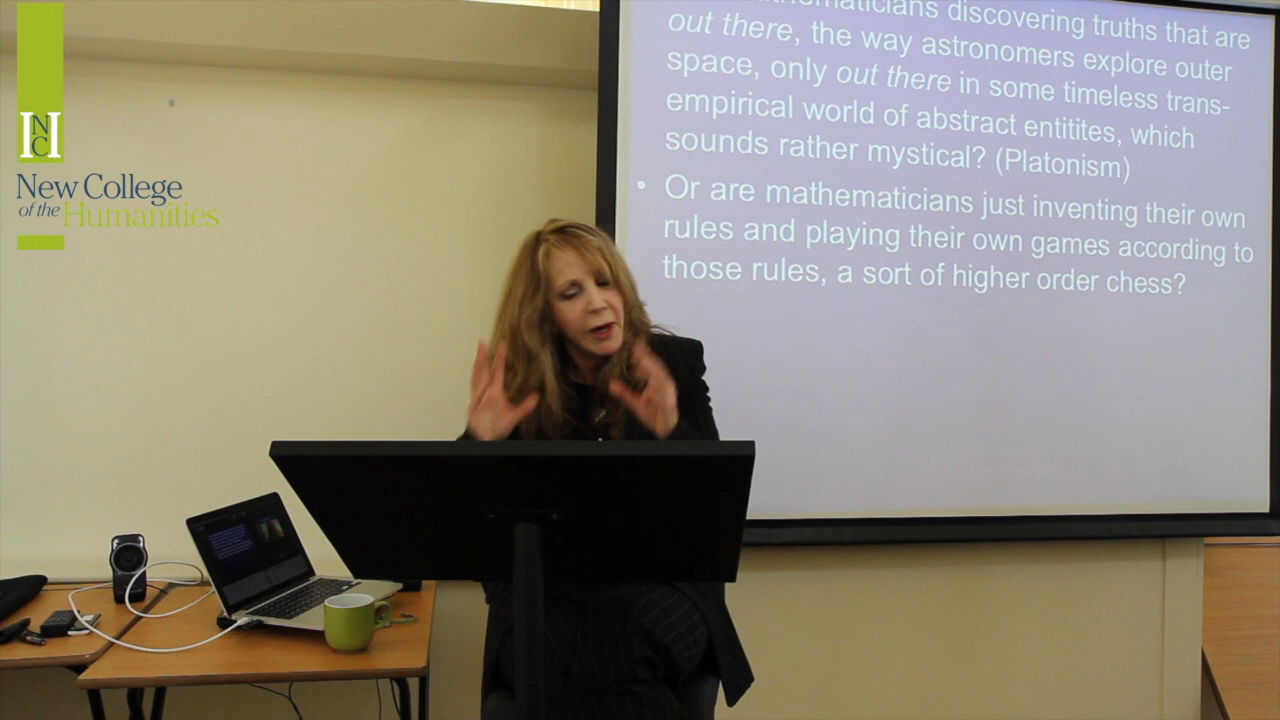 NCH
New College
of the Humanities
mathematicians discovering truths that are
out there, the way astronomers explore outer
space, only out there in some timeless trans-
empirical world of abstract entitites, which
sounds rather mystical? (Platonism)
• Or are mathematicians just inventing their own
rules and playing their own games according to
those rules, a sort of higher order chess?